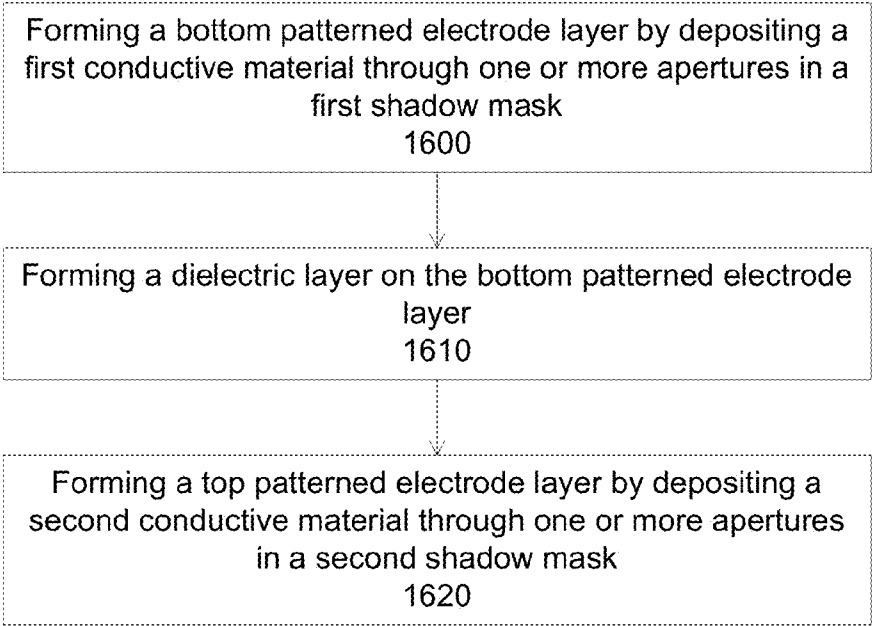 Forming a bottom patterned electrode layer by depositing a
first conductive material through one or more apertures in a
first shadow mask
1600
Forming a dielectric layer on the bottom patterned electrode
layer
1610
Forming a top patterned electrode layer by depositing a
second conductive material through one or more apertures
in a second shadow mask
1620